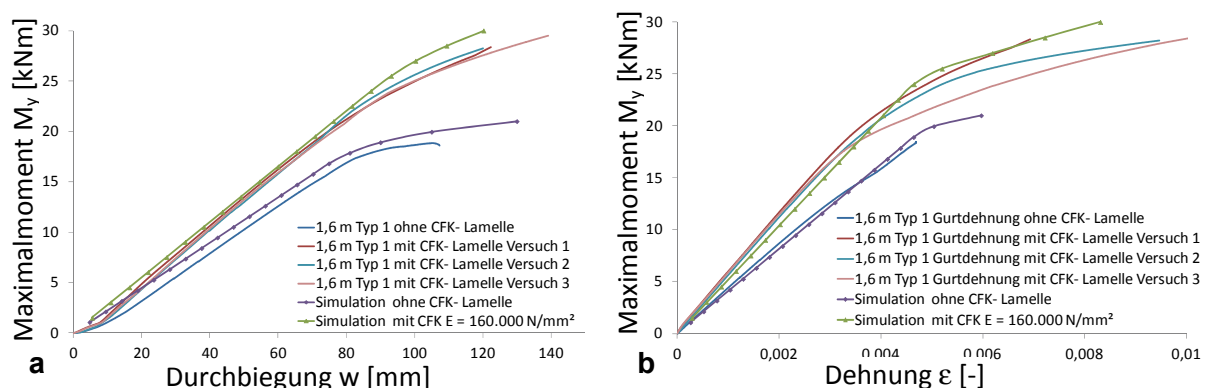 Maximalmoment My [kNm]
30
25
20
15
10
5
0
1,6 m Typ 1 ohne CFK- Lamelle
1,6 m Typ 1 mit CFK- Lamelle Versuch 1
1,6 m Typ 1 mit CFK- Lamelle Versuch 2
1,6 m Typ 1 mit CFK- Lamelle Versuch 3
Simulation ohne CFK- Lamelle
Simulation mit CFK E = 160.000 N/mm²
0 20 40 60 80 100 120 140
a
Durchbiegung w [mm]
Maximalmoment My [kNm]
30
25
20
15
10
5
0
1,6 m Typ 1 Gurtdehnung ohne CFK- Lamelle
1,6 m Typ 1 Gurtdehnung mit CFK- Lamelle Versuch 1
1,6 m Typ 1 Gurtdehnung mit CFK- Lamelle Versuch 2
1,6 m Typ 1 Gurtdehnung mit CFK- Lamelle Versuch 3
Simulation ohne CFK- Lamelle
Simulation mit CFK E = 160.000 N/mm²
0 0,002 0,004 0,006 0,008 0,01
b
Dehnung ε [-]